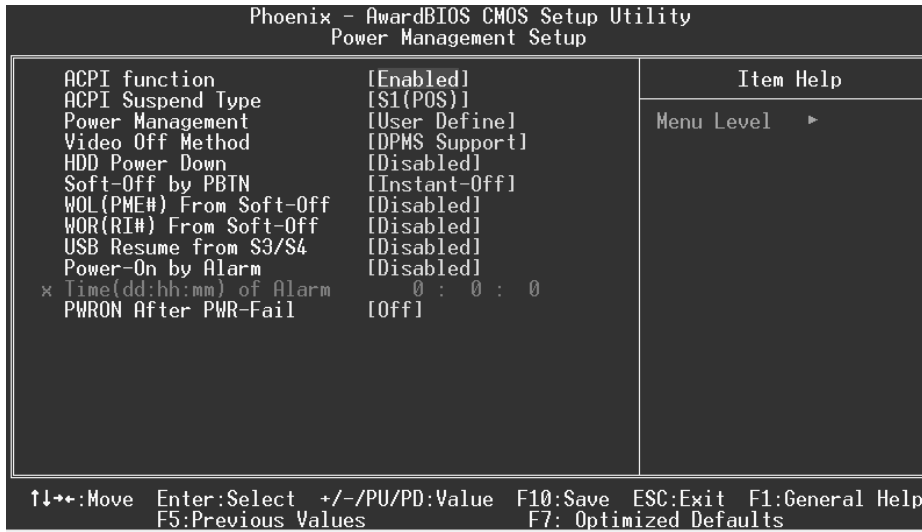 Phoenix - AwardBIOS CMOS Setup Utility
Power Management Setup
ACPI function [Enabled]
ACPI Suspend Type [S1(POS)]
Power Management [User Define]
Video Off Method [DPMS Support]
HDD Power Down [Disabled]
Soft-Off by PBTN [Instant-Off]
WOL(PME#) From Soft-Off [Disabled]
WOR(RI#) From Soft-Off [Disabled]
USB Resume from S3/S4 [Disabled]
Power-On by Alarm [Disabled]
x Time(dd:hh:mm) of Alarm 0 : 0 : 0
PWRON After PWR-Fail [Off]
Item Help
Menu Level ►
↑↓→←:Move Enter:Select +/-/PU/PD:Value F10:Save ESC:Exit F1:General Help
F5:Previous Values F7: Optimized Defaults